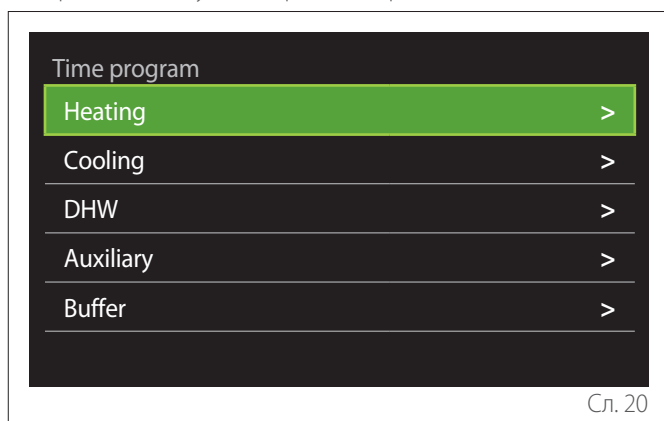 Time program
Heating >
Cooling >
DHW >
Auxiliary >
Buffer >
Сл. 20